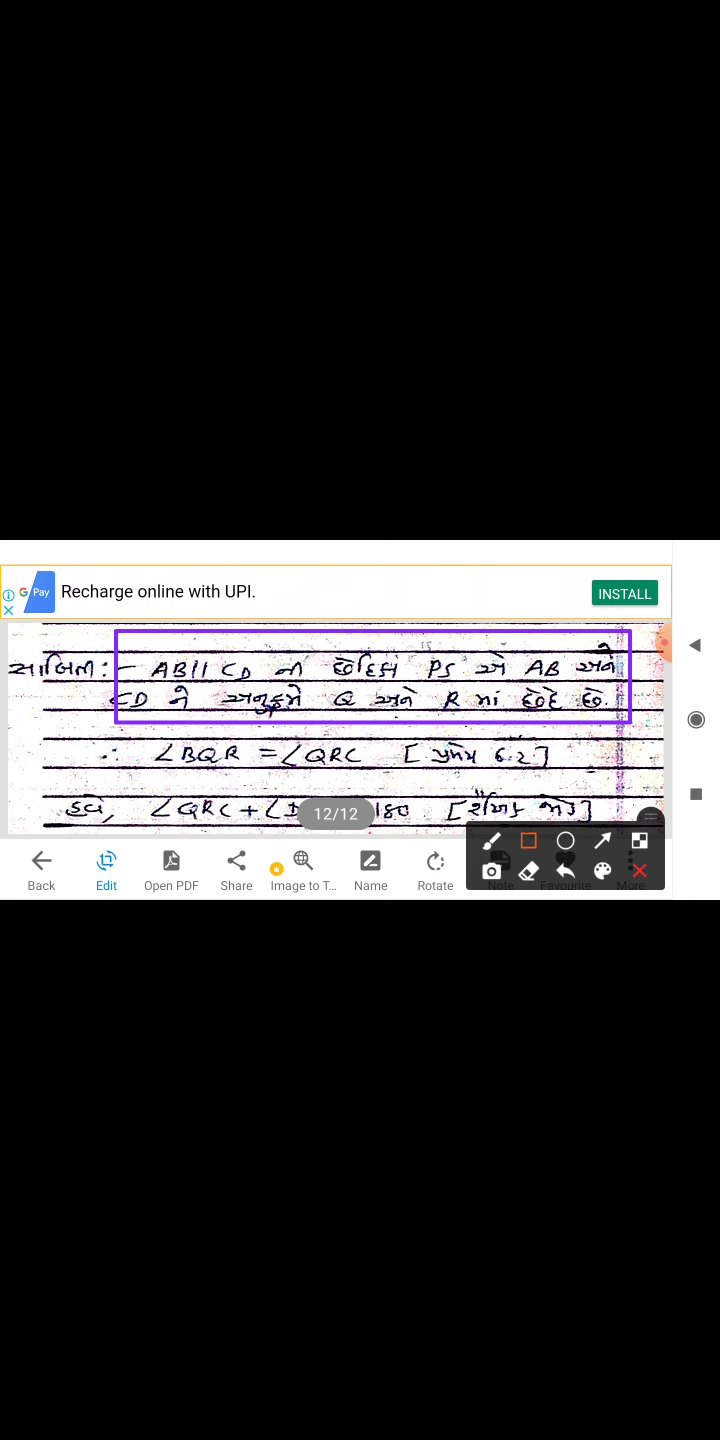 G Pay Recharge online with UPI. INSTALL
સાબિતી :- AB || CD ની છેદિકા PS એ AB અને
CD ને અનુક્રમે Q અને R માં છેદે છે.
∴ ∠BQR = ∠QRC [પ્રમેય 6.2]
હવે, ∠QRC + ∠D 180 [રૈખિક જોડ]
12/12
Back Edit Open PDF Share Image to T... Name Rotate Note Favourite More